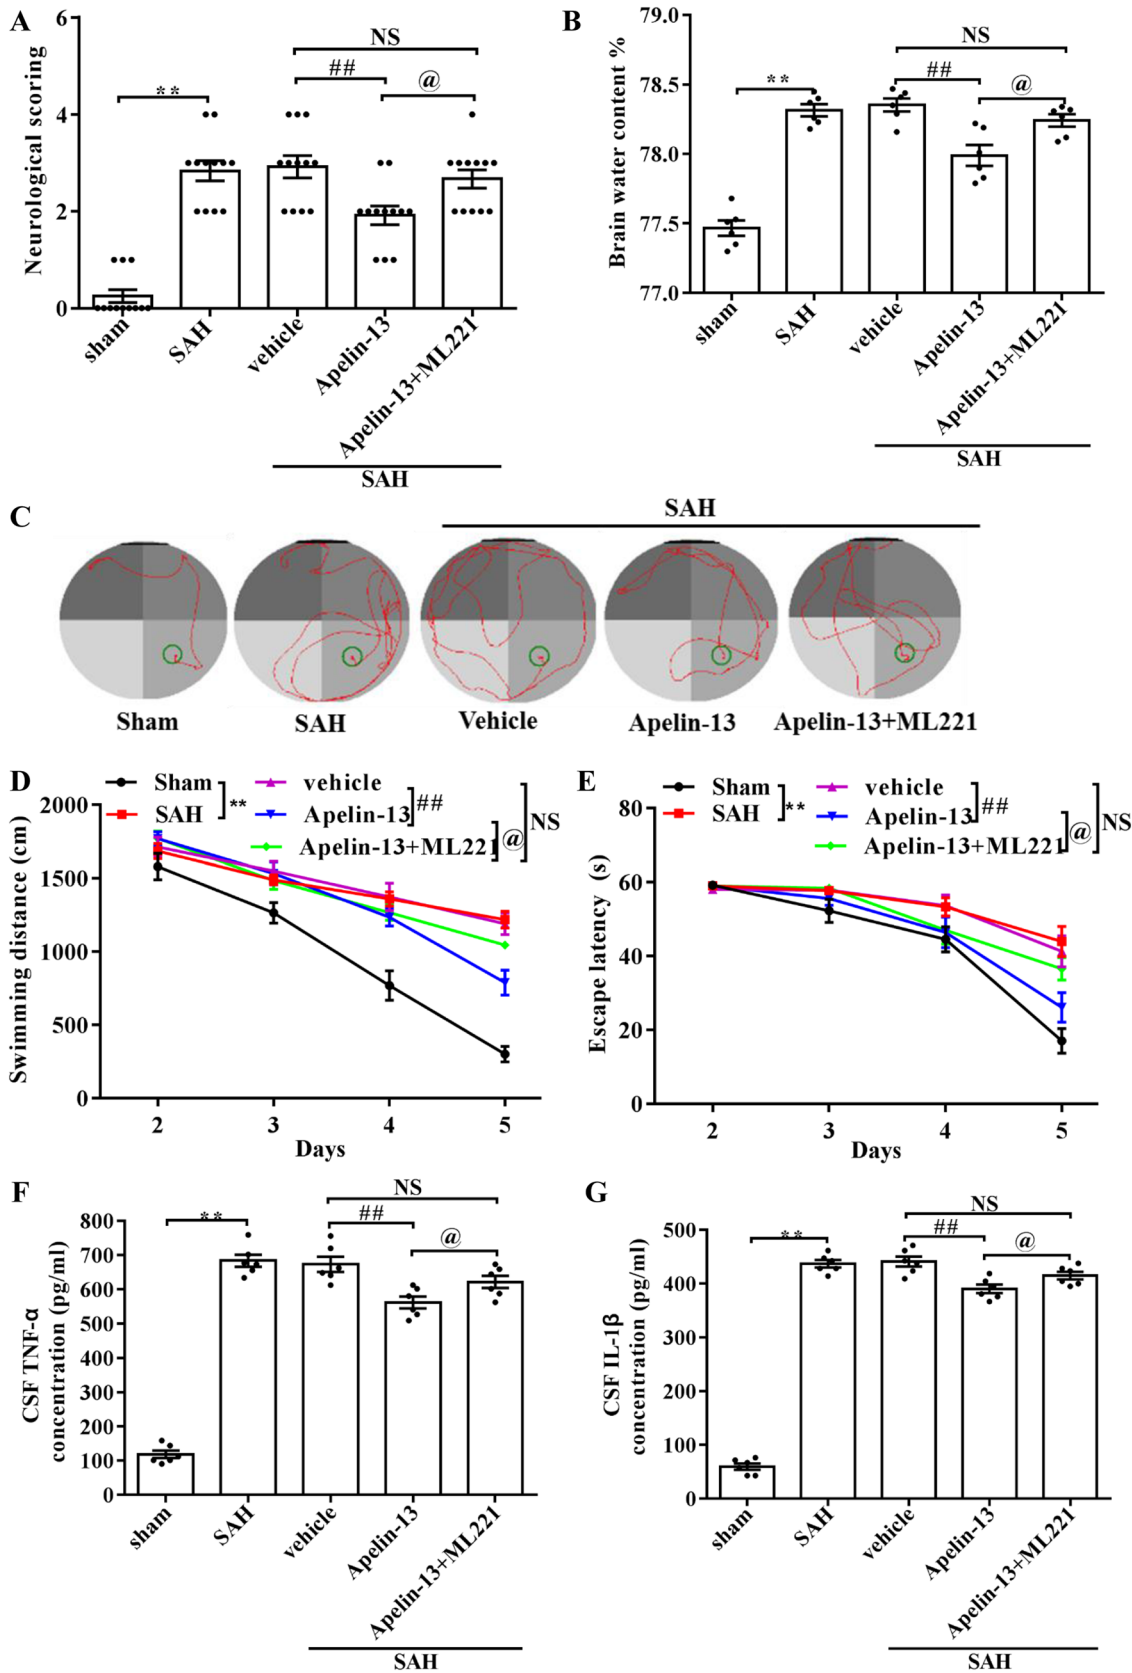 A
Neurological scoring
6
4
2
0
**
##
NS
@
sham
SAH
vehicle
Apelin-13
Apelin-13+ML221
SAH
B
Brain water content %
79.0
78.5
78.0
77.5
77.0
**
##
NS
@
sham
SAH
vehicle
Apelin-13
Apelin-13+ML221
SAH
C
SAH
Sham
SAH
Vehicle
Apelin-13
Apelin-13+ML221
D
Sham
SAH
**
vehicle
Apelin-13
##
Apelin-13+ML221
@
NS
Swimming distance (cm)
2000
1500
1000
500
0
2 3 4 5
Days
E
Sham
SAH
**
vehicle
Apelin-13
##
Apelin-13+ML221
@
NS
Escape latency (s)
80
60
40
20
0
2 3 4 5
Days
F
CSF TNF-α
concentration (pg/ml)
800
700
600
500
400
300
200
100
0
**
##
NS
@
sham
SAH
vehicle
Apelin-13
Apelin-13+ML221
SAH
G
CSF IL-1β
concentration (pg/ml)
500
400
300
200
100
0
**
##
NS
@
sham
SAH
vehicle
Apelin-13
Apelin-13+ML221
SAH